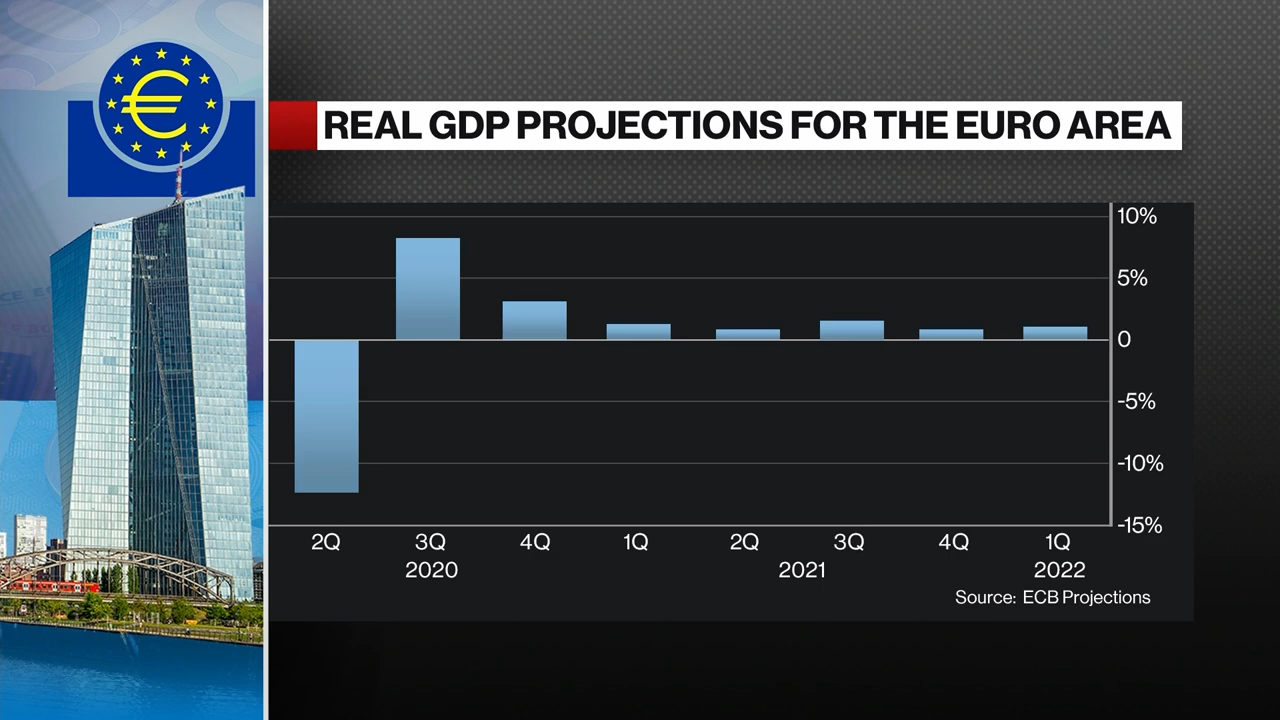 REAL GDP PROJECTIONS FOR THE EURO AREA
10%
5%
0
-5%
-10%
-15%
2Q 3Q 4Q 1Q 2Q 3Q 4Q 1Q
2020 2021 2022
Source: ECB Projections